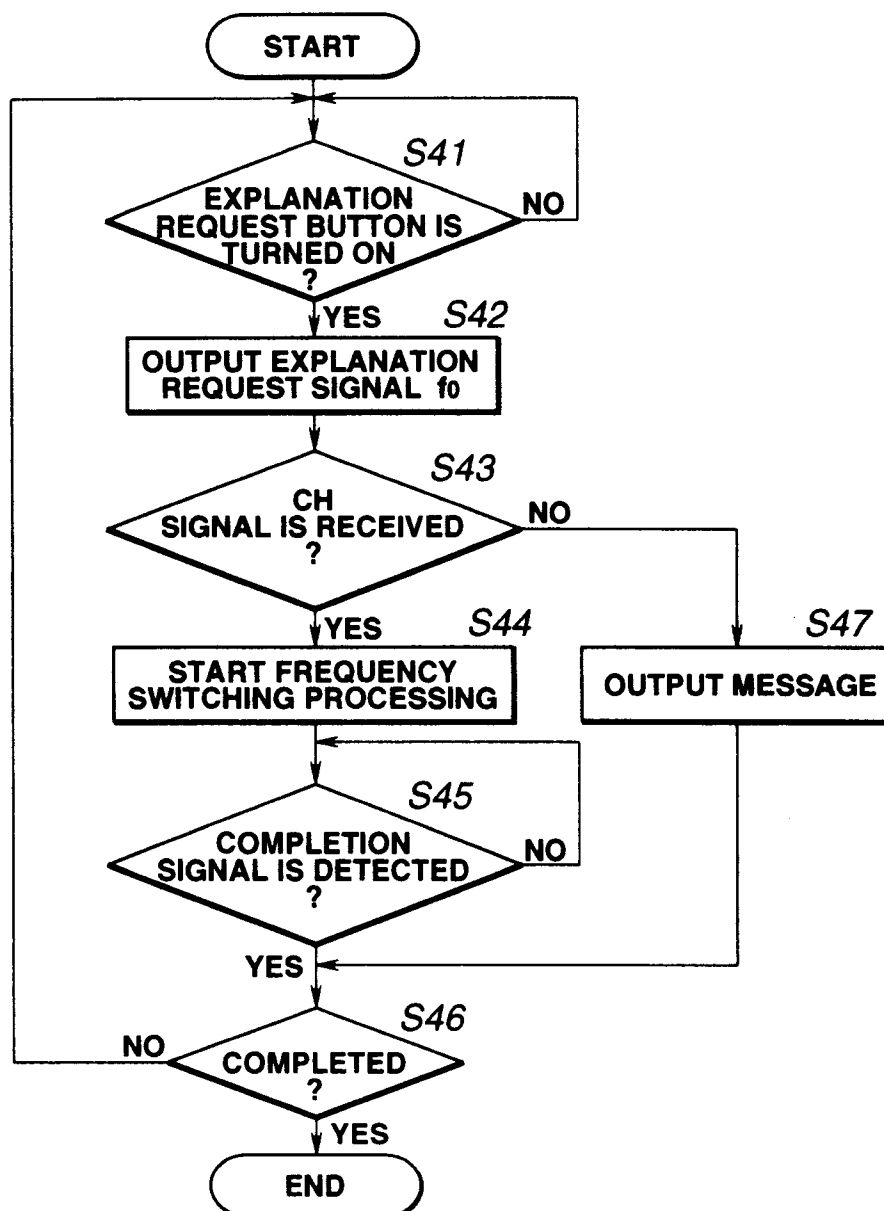 START
S41
EXPLANATION
REQUEST BUTTON IS
TURNED ON
?
NO
YES
S42
OUTPUT EXPLANATION
REQUEST SIGNAL f0
S43
CH
SIGNAL IS RECEIVED
?
NO
YES
S44
START FREQUENCY
SWITCHING PROCESSING
S47
OUTPUT MESSAGE
S45
COMPLETION
SIGNAL IS DETECTED
?
NO
YES
S46
COMPLETED
?
NO
YES
END